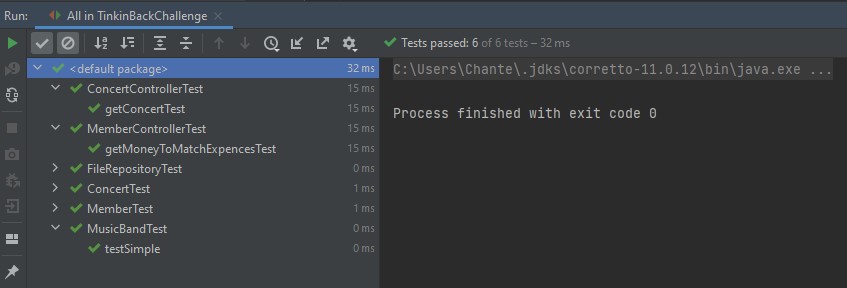 Run: All in TinkinBackChallenge
Tests passed: 6 of 6 tests – 32 ms
<default package> 32 ms
ConcertControllerTest 15 ms
getConcertTest 15 ms
MemberControllerTest 15 ms
getMoneyToMatchExpencesTest 15 ms
FileRepositoryTest 0 ms
ConcertTest 1 ms
MemberTest 1 ms
MusicBandTest 0 ms
testSimple 0 ms
C:\Users\Chante\.jdks\corretto-11.0.12\bin\java.exe ...
Process finished with exit code 0